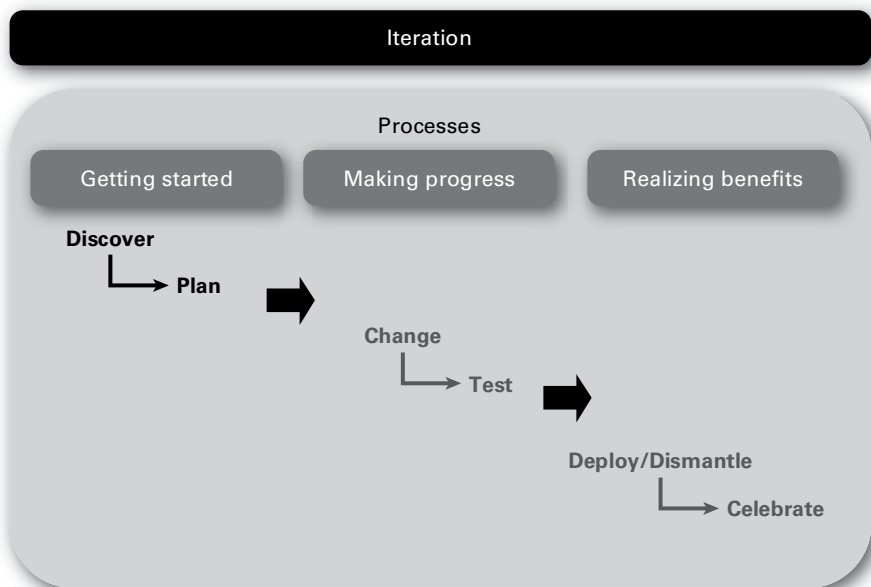 Iteration
Processes
Getting started
Making progress
Realizing benefits
Discover
Plan
Change
Test
Deploy/Dismantle
Celebrate